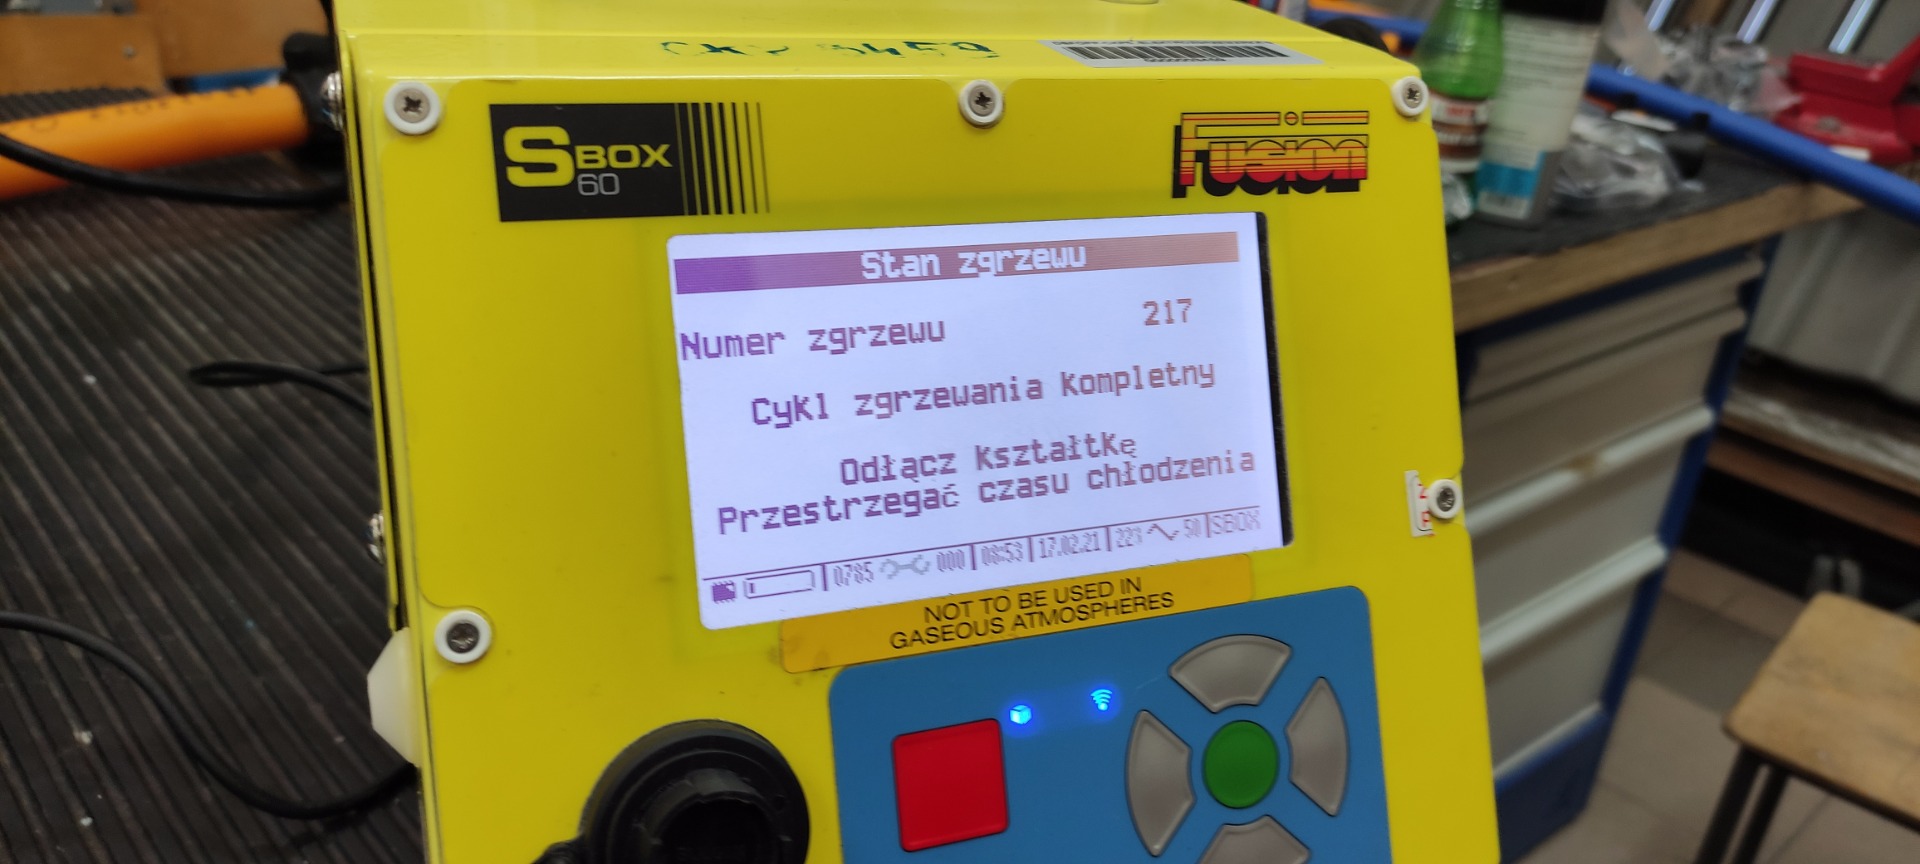 SBOX
60
Fusion
Stan zgrzewu
Numer zgrzewu 217
Cykl zgrzewania kompletny
Odłącz kształtkę
Przestrzegać czasu chłodzenia
0785 000 08:53 17.02.21 50 SBOX
NOT TO BE USED IN
GASEOUS ATMOSPHERES